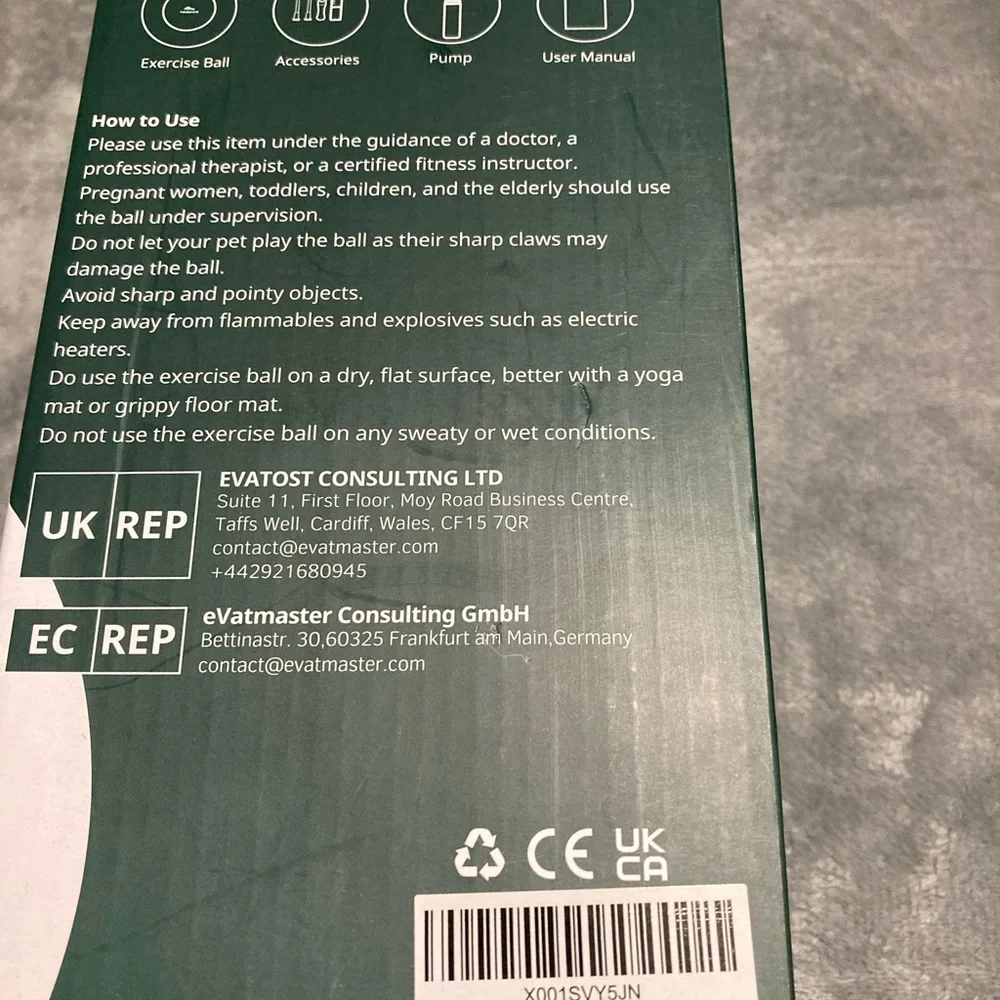 Exercise Ball Accessories Pump User Manual
How to Use
Please use this item under the guidance of a doctor, a
professional therapist, or a certified fitness instructor.
Pregnant women, toddlers, children, and the elderly should use
the ball under supervision.
Do not let your pet play the ball as their sharp claws may
damage the ball.
Avoid sharp and pointy objects.
Keep away from flammables and explosives such as electric
heaters.
Do use the exercise ball on a dry, flat surface, better with a yoga
mat or grippy floor mat.
Do not use the exercise ball on any sweaty or wet conditions.
UK REP
EVATOST CONSULTING LTD
Suite 11, First Floor, Moy Road Business Centre,
Taffs Well, Cardiff, Wales, CF15 7QR
contact@evatmaster.com
+442921680945
EC REP
eVatmaster Consulting GmbH
Bettinastr. 30,60325 Frankfurt am Main,Germany
contact@evatmaster.com
CE UK
CA
X001SVY5JN